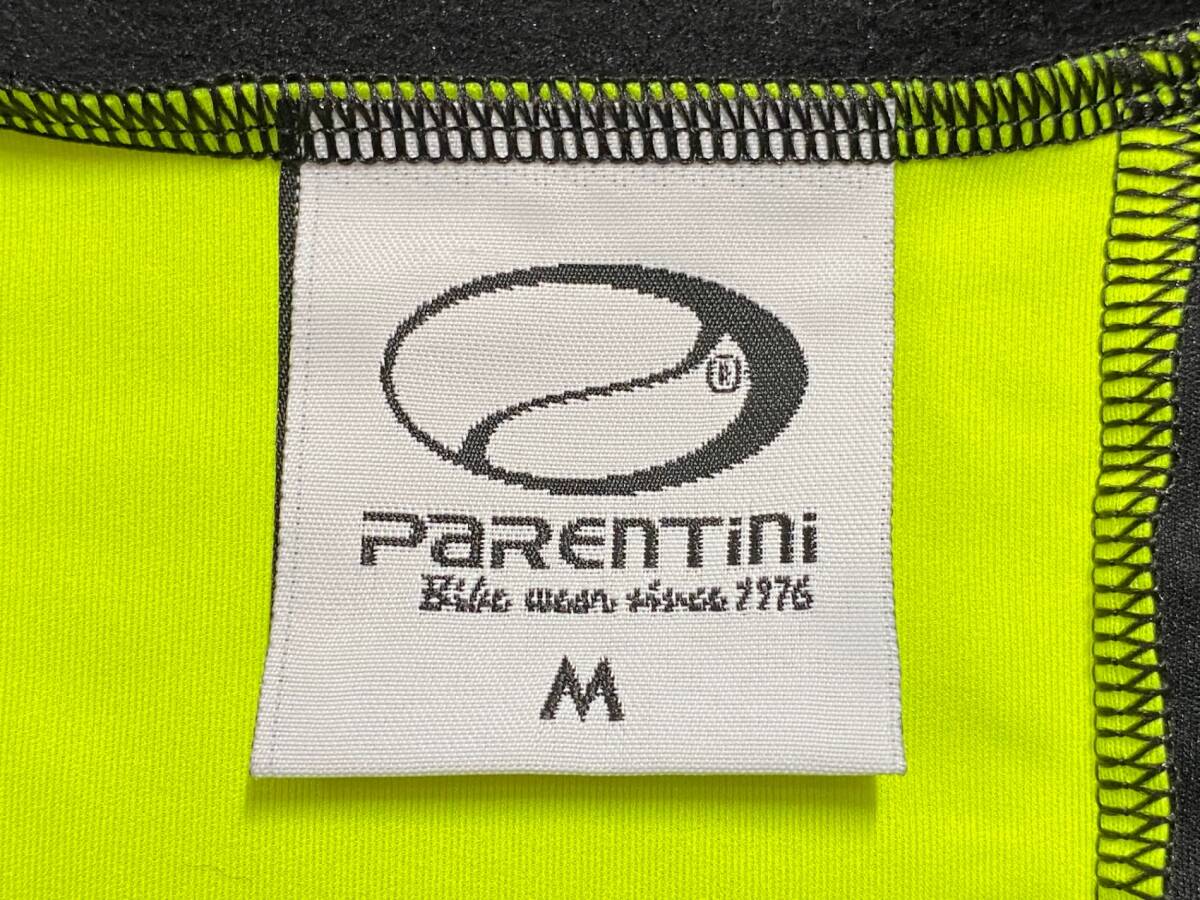 ®
PaRENTiNi
Bike wear since 1976
M